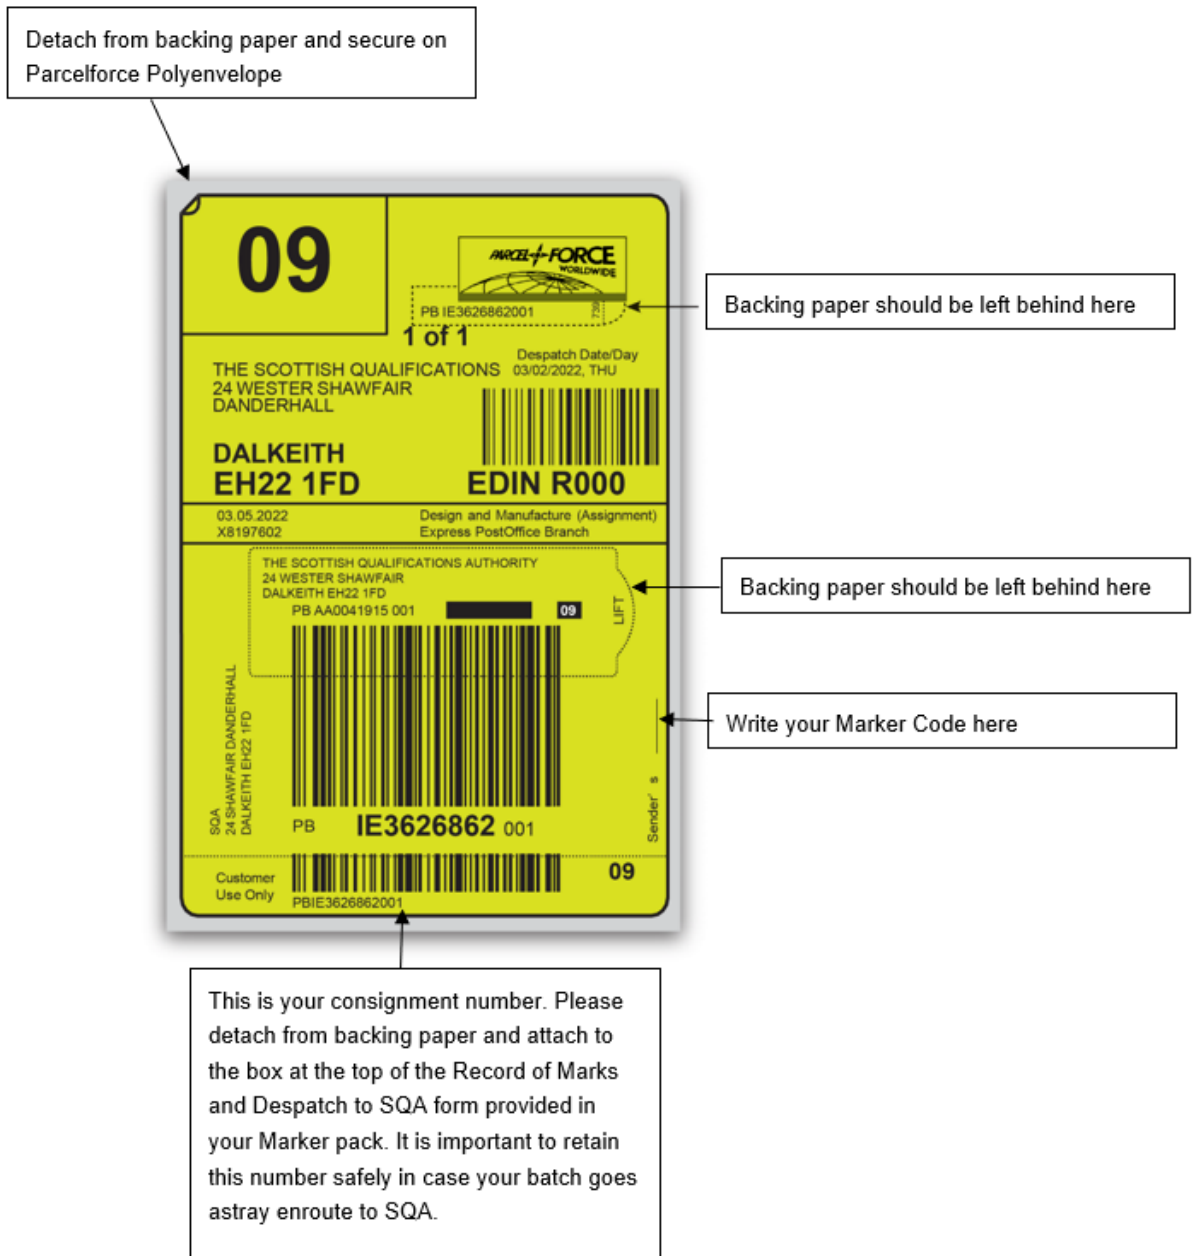 Detach from backing paper and secure on
Parcelforce Polyenvelope
09
PARCEL FORCE
WORLDWIDE
PB IE3626862001
739
1 of 1
Despatch Date/Day
03/02/2022, THU
THE SCOTTISH QUALIFICATIONS
24 WESTER SHAWFAIR
DANDERHALL
DALKEITH
EH22 1FD
EDIN R000
03.05.2022
X8197602
Design and Manufacture (Assignment)
Express PostOffice Branch
Backing paper should be left behind here
THE SCOTTISH QUALIFICATIONS AUTHORITY
24 WESTER SHAWFAIR
DALKEITH EH22 1FD
PB AA0041915 001
09
LIFT
Backing paper should be left behind here
SQA
24 SHAWFAIR DANDERHALL
DALKEITH EH22 1FD
Sender' s
Write your Marker Code here
PB IE3626862 001
Customer
Use Only
PBIE3626862001
09
This is your consignment number. Please
detach from backing paper and attach to
the box at the top of the Record of Marks
and Despatch to SQA form provided in
your Marker pack. It is important to retain
this number safely in case your batch goes
astray enroute to SQA.